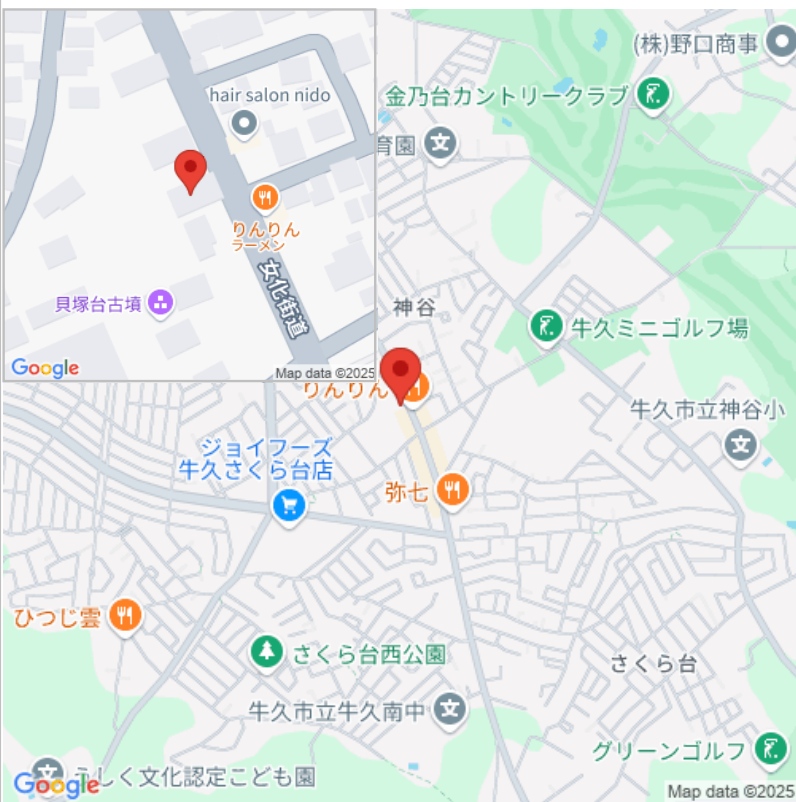 hair salon nido
りんりん
ラーメン
女化街道
貝塚台古墳
Google
Map data ©2025
(株)野口商事
金乃台カントリークラブ
育園
神谷
牛久ミニゴルフ場
りんりん
牛久市立神谷小
ジョイフーズ
牛久さくら台店
弥七
ひつじ雲
さくら台西公園
さくら台
牛久市立牛久南中
グリーンゴルフ
うしく文化認定こども園
Google
Map data ©2025